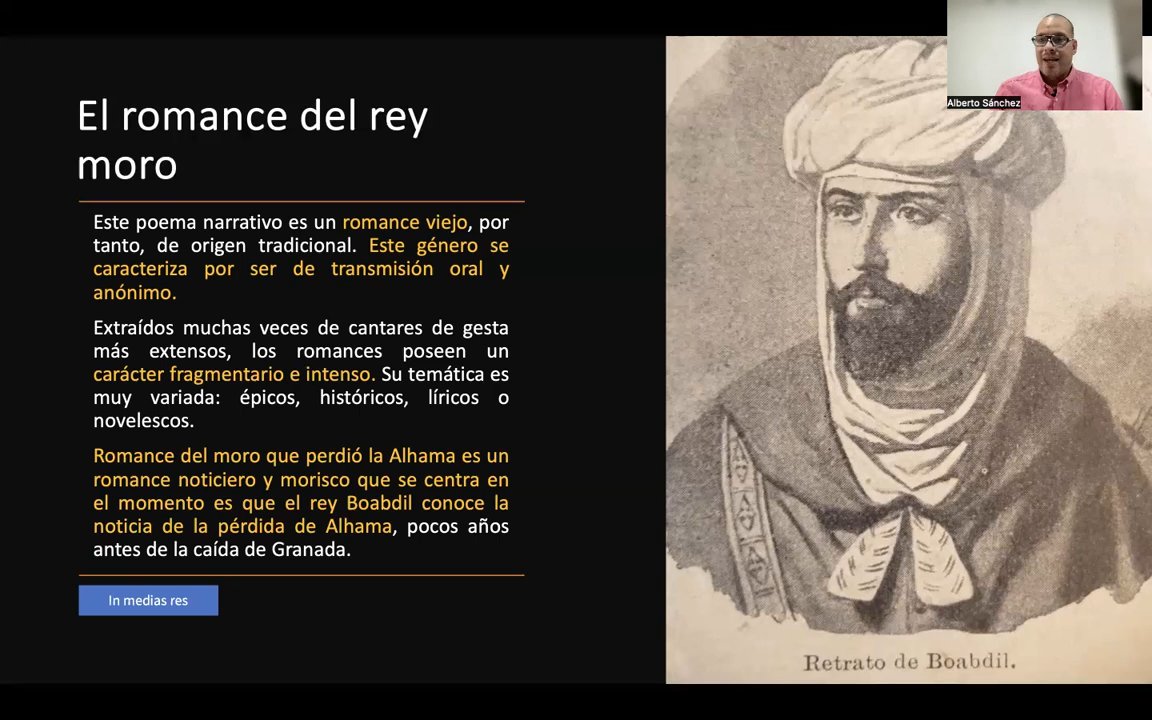 Alberto Sánchez
El romance del rey
moro
Este poema narrativo es un romance viejo, por
tanto, de origen tradicional. Este género se
caracteriza por ser de transmisión oral y
anónimo.
Extraídos muchas veces de cantares de gesta
más extensos, los romances poseen un
carácter fragmentario e intenso. Su temática es
muy variada: épicos, históricos, líricos o
novelescos.
Romance del moro que perdió la Alhama es un
romance noticiero y morisco que se centra en
el momento es que el rey Boabdil conoce la
noticia de la pérdida de Alhama, pocos años
antes de la caída de Granada.
In medias res
Retrato de Boabdil.